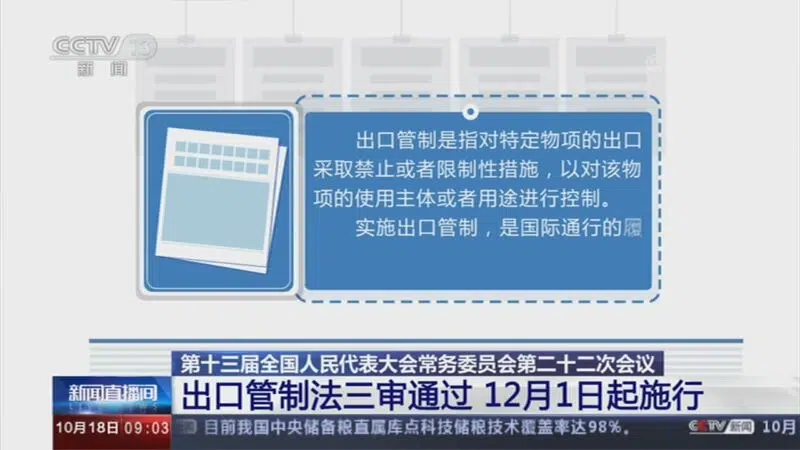 CCTV 13
新闻
出口管制是指对特定物项的出口
采取禁止或者限制性措施，以对该物
项的使用主体或者用途进行控制。
实施出口管制，是国际通行的履
第十三届全国人民代表大会常务委员会第二十二次会议
新闻直播间
出口管制法三审通过 12月1日起施行
10月18日 09:03
目前我国中央储备粮直属库点科技储粮技术覆盖率达98%。
CCTV 新闻
10月